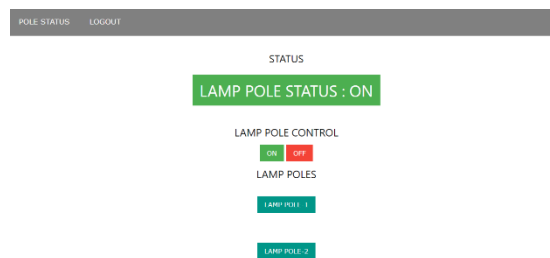 POLE STATUS LOGOUT
STATUS
LAMP POLE STATUS : ON
LAMP POLE CONTROL
ON OFF
LAMP POLES
LAMP POLE-1
LAMP POLE-2